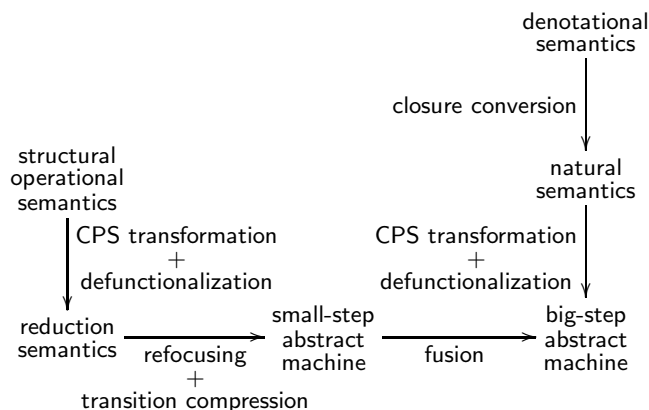 denotational
semantics
closure conversion
structural
operational
semantics
natural
semantics
CPS transformation
+
defunctionalization
CPS transformation
+
defunctionalization
reduction
semantics
refocusing
+
transition compression
small-step
abstract
machine
fusion
big-step
abstract
machine